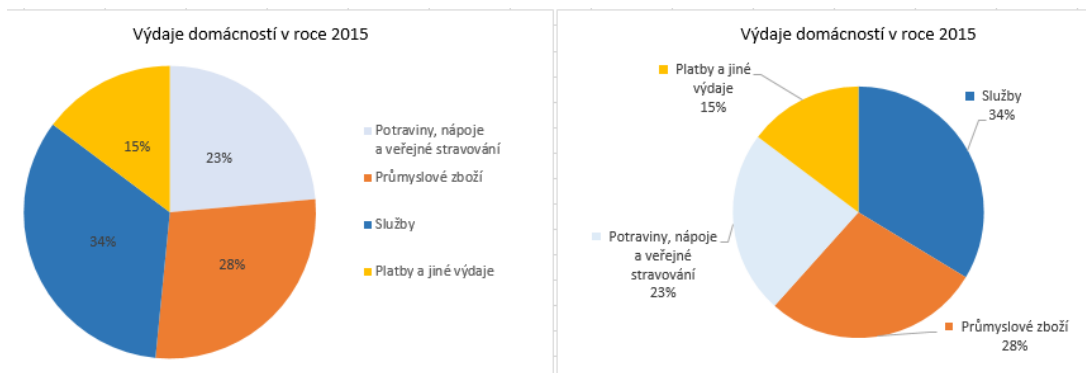 Výdaje domácností v roce 2015
15%
23%
34%
28%
Potraviny, nápoje
a veřejné stravování
Průmyslové zboží
Služby
Platby a jiné výdaje
Výdaje domácností v roce 2015
Platby a jiné
výdaje
15%
Služby
34%
Potraviny, nápoje
a veřejné
stravování
23%
Průmyslové zboží
28%